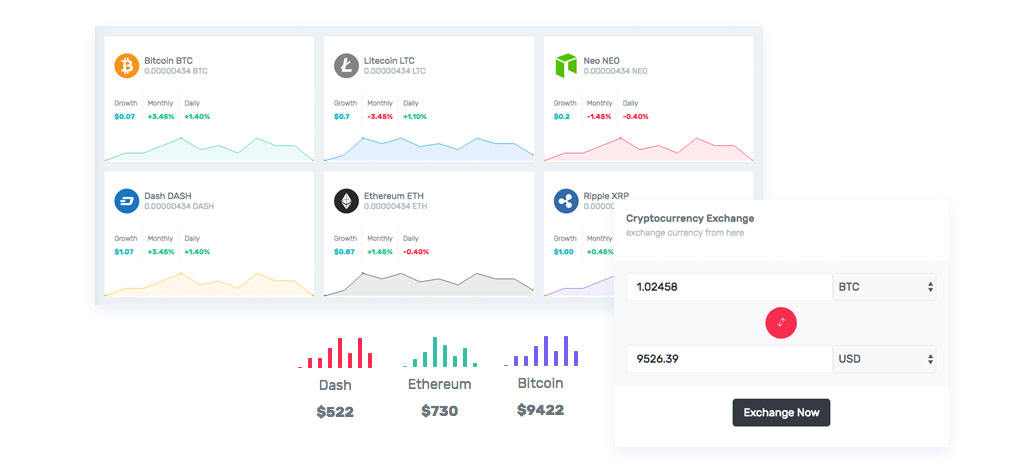 Bitcoin BTC
0.00000434 BTC
Growth Monthly Daily
$0.07 +3.45% +1.40%
Litecoin LTC
0.00000434 LTC
Growth Monthly Daily
$0.7 -3.45% +1.10%
Neo NEO
0.00000434 NEO
Growth Monthly Daily
$0.2 -1.45% -0.40%
Dash DASH
0.00000434 DASH
Growth Monthly Daily
$1.07 +3.45% +1.40%
Ethereum ETH
0.00000434 ETH
Growth Monthly Daily
$0.87 +1.45% -0.40%
Ripple XRP
Growth
$1.00 +0.45%
Cryptocurrency Exchange
exchange currency from here
1.02458 BTC
9526.39 USD
Exchange Now
Dash
$522
Ethereum
$730
Bitcoin
$9422